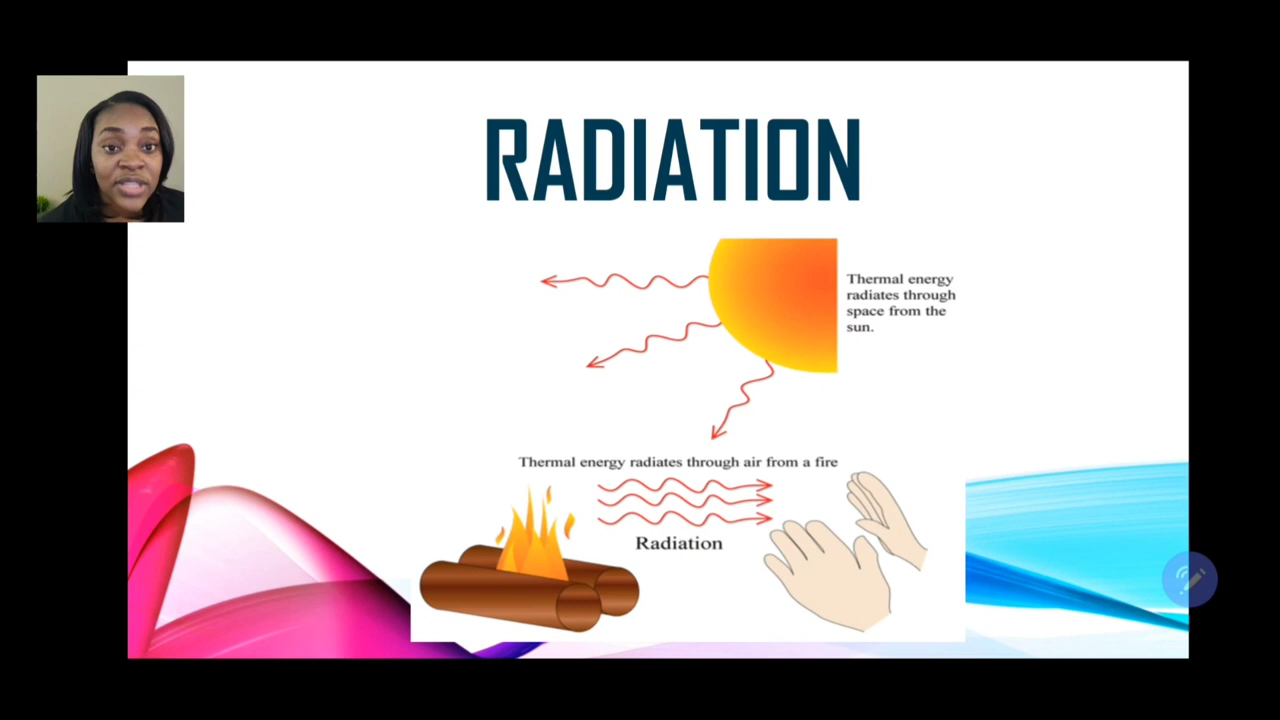 RADIATION
Thermal energy
radiates through
space from the
sun.
Thermal energy radiates through air from a fire
Radiation